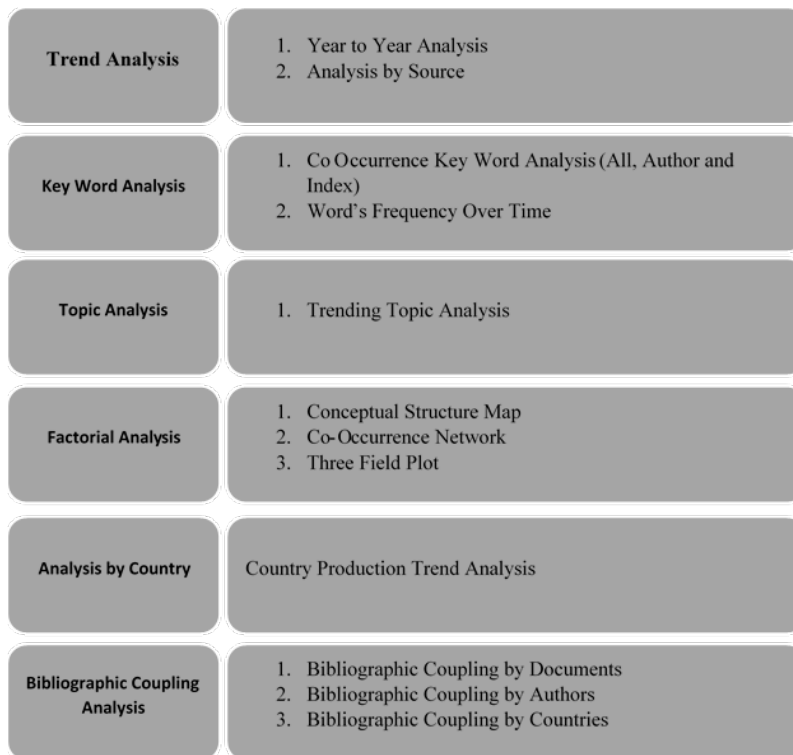 Trend Analysis
1. Year to Year Analysis
2. Analysis by Source
Key Word Analysis
1. Co Occurrence Key Word Analysis (All, Author and
Index)
2. Word's Frequency Over Time
Topic Analysis
1. Trending Topic Analysis
Factorial Analysis
1. Conceptual Structure Map
2. Co-Occurrence Network
3. Three Field Plot
Analysis by Country
Country Production Trend Analysis
Bibliographic Coupling
Analysis
1. Bibliographic Coupling by Documents
2. Bibliographic Coupling by Authors
3. Bibliographic Coupling by Countries